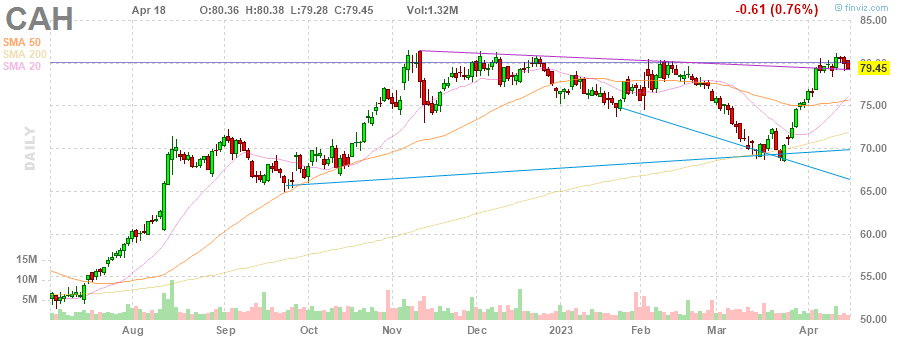 CAH
Apr 18 O:80.36 H:80.38 L:79.28 C:79.45 Vol:1.32M -0.61 (0.76%) © finviz.com
SMA 50
SMA 200
SMA 20
DAILY
85.00
79.45
75.00
70.00
65.00
60.00
55.00
50.00
15M
10M
5M
Aug Sep Oct Nov Dec 2023 Feb Mar Apr